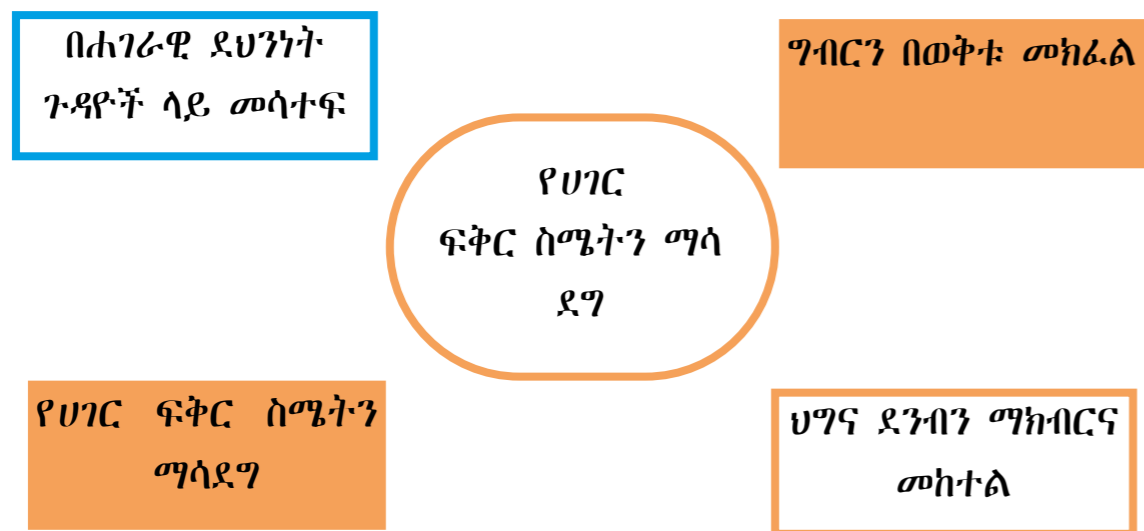 በሐገራዊ ደህንነት
ጉዳዮች ላይ መሳተፍ
ግብርን በወቅቱ መክፈል
የሀገር
ፍቅር ስሜትን ማሳ
ደግ
የሀገር ፍቅር ስሜትን
ማሳደግ
ህግና ደንብን ማክብርና
መከተል